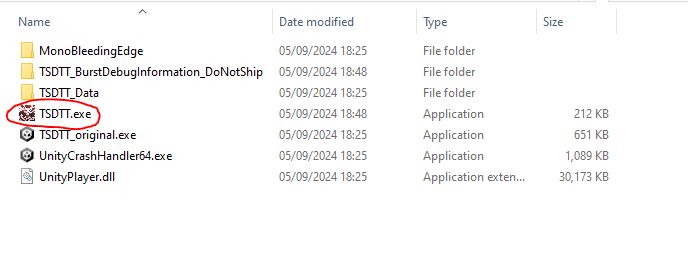 Name Date modified Type Size
MonoBleedingEdge 05/09/2024 18:25 File folder
TSDTT_BurstDebugInformation_DoNotShip 05/09/2024 18:48 File folder
TSDTT_Data 05/09/2024 18:25 File folder
TSDTT.exe 05/09/2024 18:48 Application 212 KB
TSDTT_original.exe 05/09/2024 18:25 Application 651 KB
UnityCrashHandler64.exe 05/09/2024 18:25 Application 1,089 KB
UnityPlayer.dll 05/09/2024 18:25 Application exten... 30,173 KB